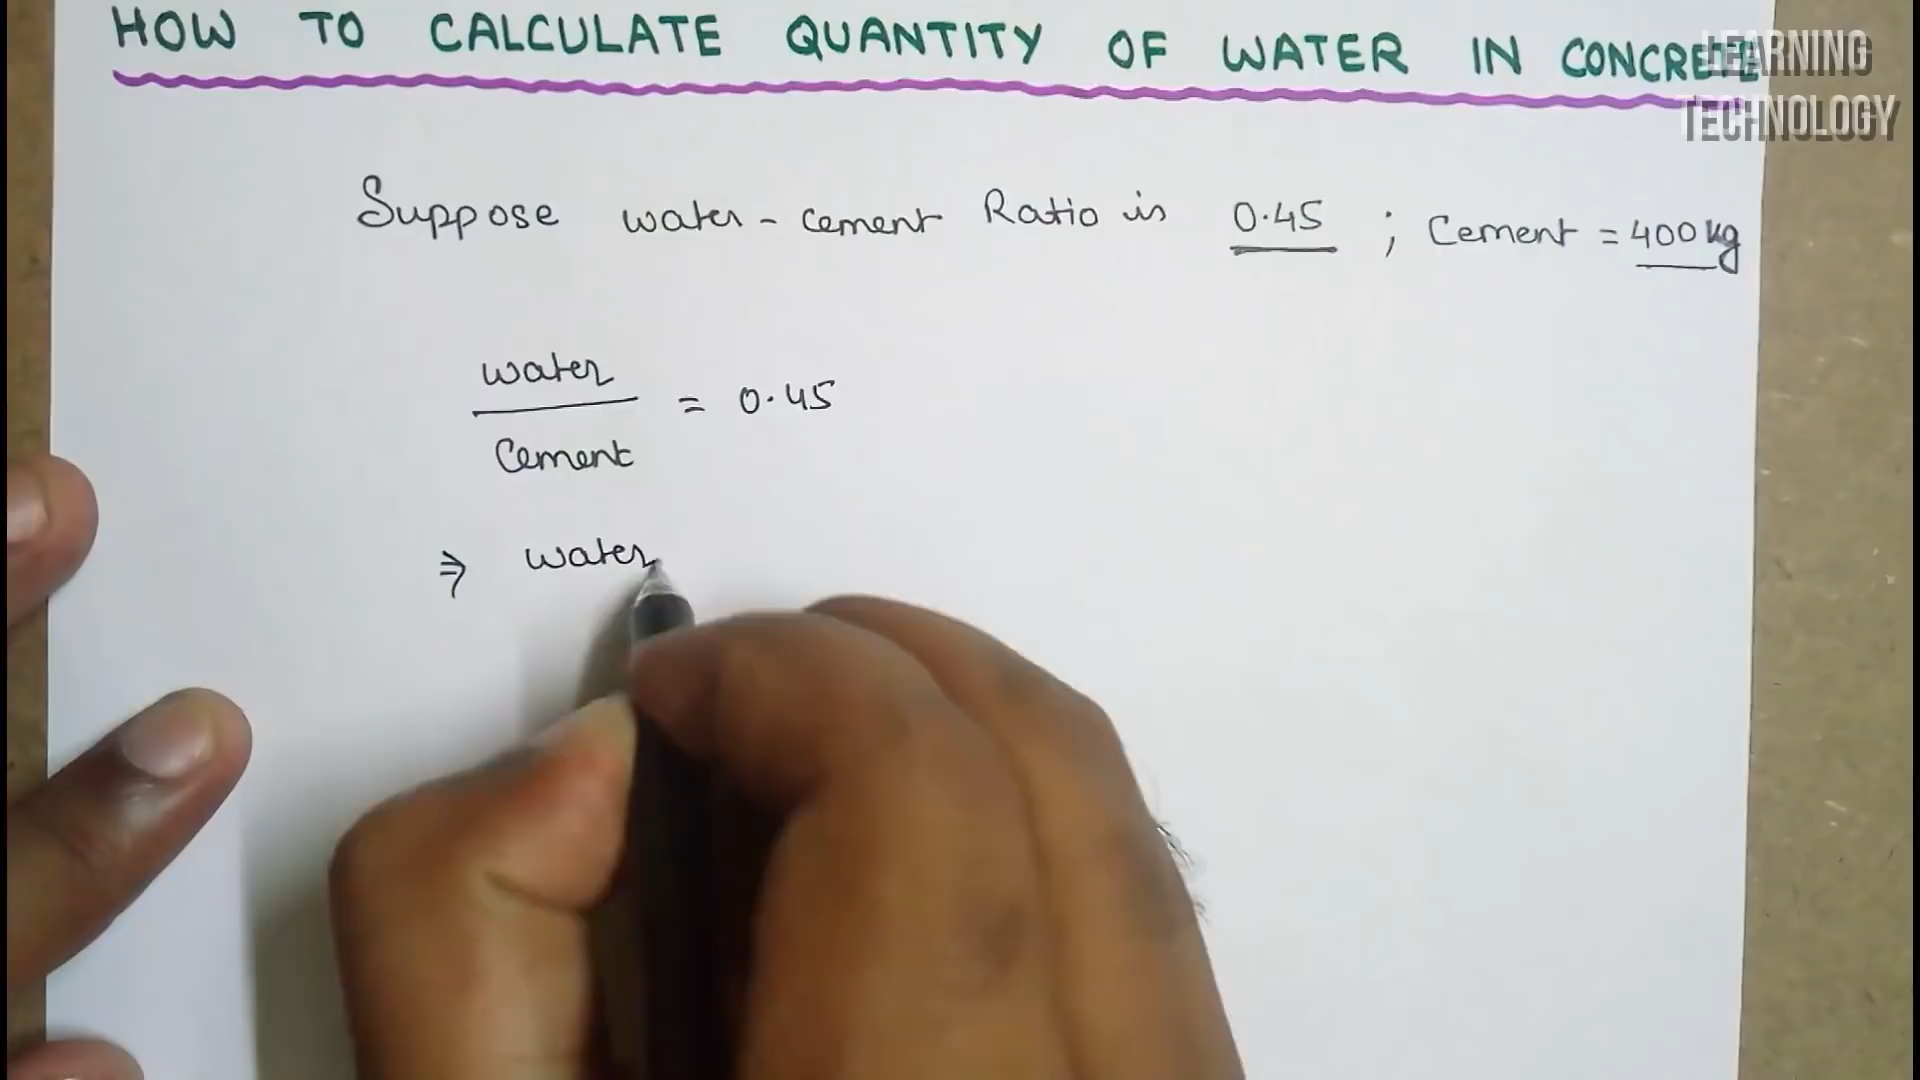 HOW TO CALCULATE QUANTITY OF WATER IN CONCRETE
LEARNING
TECHNOLOGY
Suppose water-cement Ratio is 0.45 ; Cement = 400 kg
water
= 0.45
Cement
⇒ water